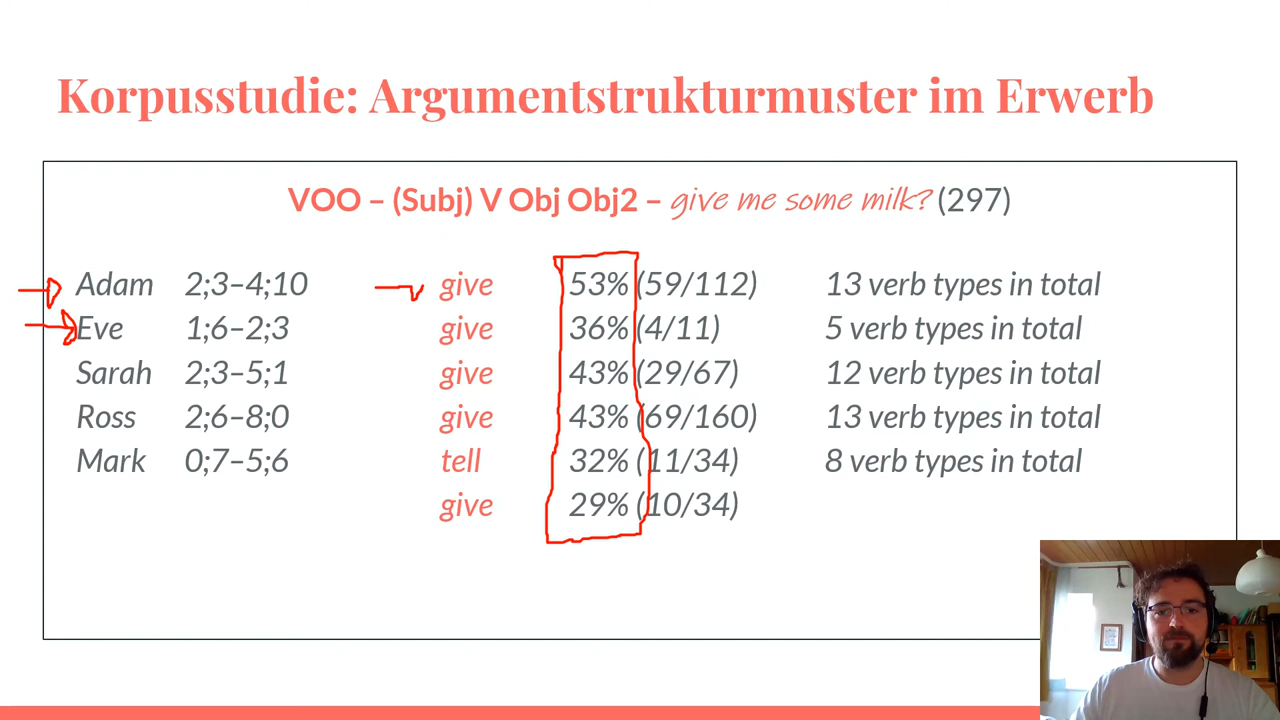 Korpusstudie: Argumentstrukturmuster im Erwerb
VOO – (Subj) V Obj Obj2 – give me some milk? (297)
Adam 2;3–4;10 give 53% (59/112) 13 verb types in total
Eve 1;6–2;3 give 36% (4/11) 5 verb types in total
Sarah 2;3–5;1 give 43% (29/67) 12 verb types in total
Ross 2;6–8;0 give 43% (69/160) 13 verb types in total
Mark 0;7–5;6 tell 32% (11/34) 8 verb types in total
give 29% (10/34)